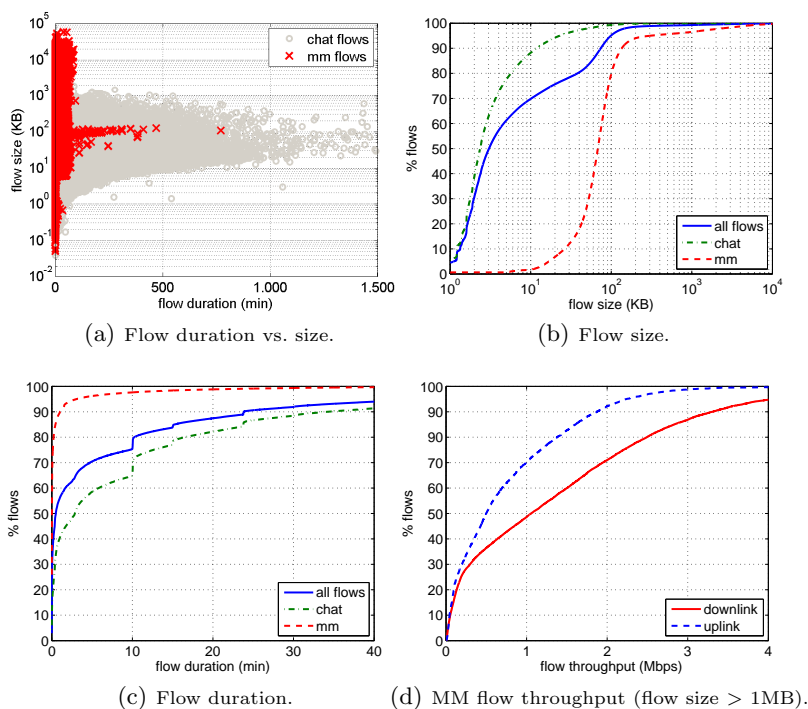 10^5
10^4
10^3
10^2
10^1
10^0
10^-1
10^-2
flow size (KB)
chat flows
mm flows
0
500
1.000
1.500
flow duration (min)
(a) Flow duration vs. size.
100
90
80
70
60
50
40
30
20
10
0
% flows
all flows
chat
mm
10^0
10^1
10^2
10^3
10^4
flow size (KB)
(b) Flow size.
100
90
80
70
60
50
40
30
20
10
0
% flows
all flows
chat
mm
0
10
20
30
40
flow duration (min)
(c) Flow duration.
100
90
80
70
60
50
40
30
20
10
0
% flows
downlink
uplink
0
1
2
3
4
flow throughput (Mbps)
(d) MM flow throughput (flow size > 1MB).